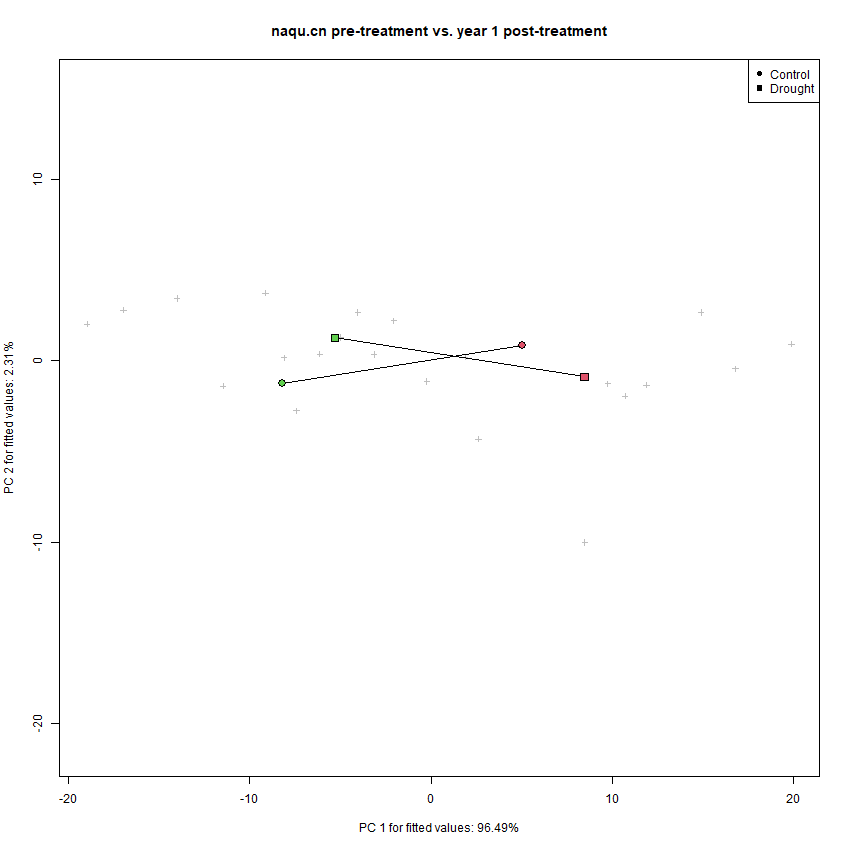 naqu.cn pre-treatment vs. year 1 post-treatment
Control
Drought
PC 2 for fitted values: 2.31%
10
0
-10
-20
-20
-10
0
10
20
PC 1 for fitted values: 96.49%